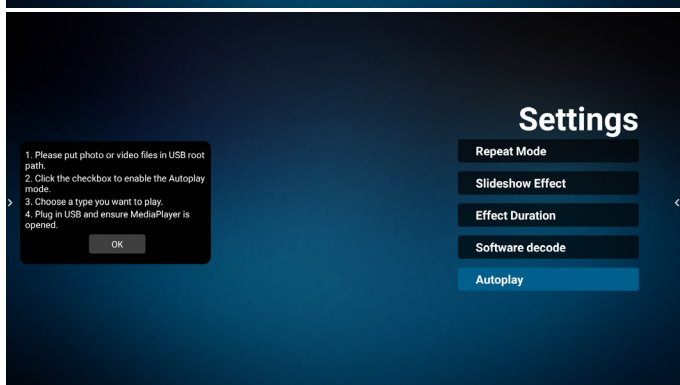 Settings
1. Please put photo or video files in USB root
path.
2. Click the checkbox to enable the Autoplay
mode.
3. Choose a type you want to play.
4. Plug in USB and ensure MediaPlayer is
opened.
OK
Repeat Mode
Slideshow Effect
Effect Duration
Software decode
Autoplay